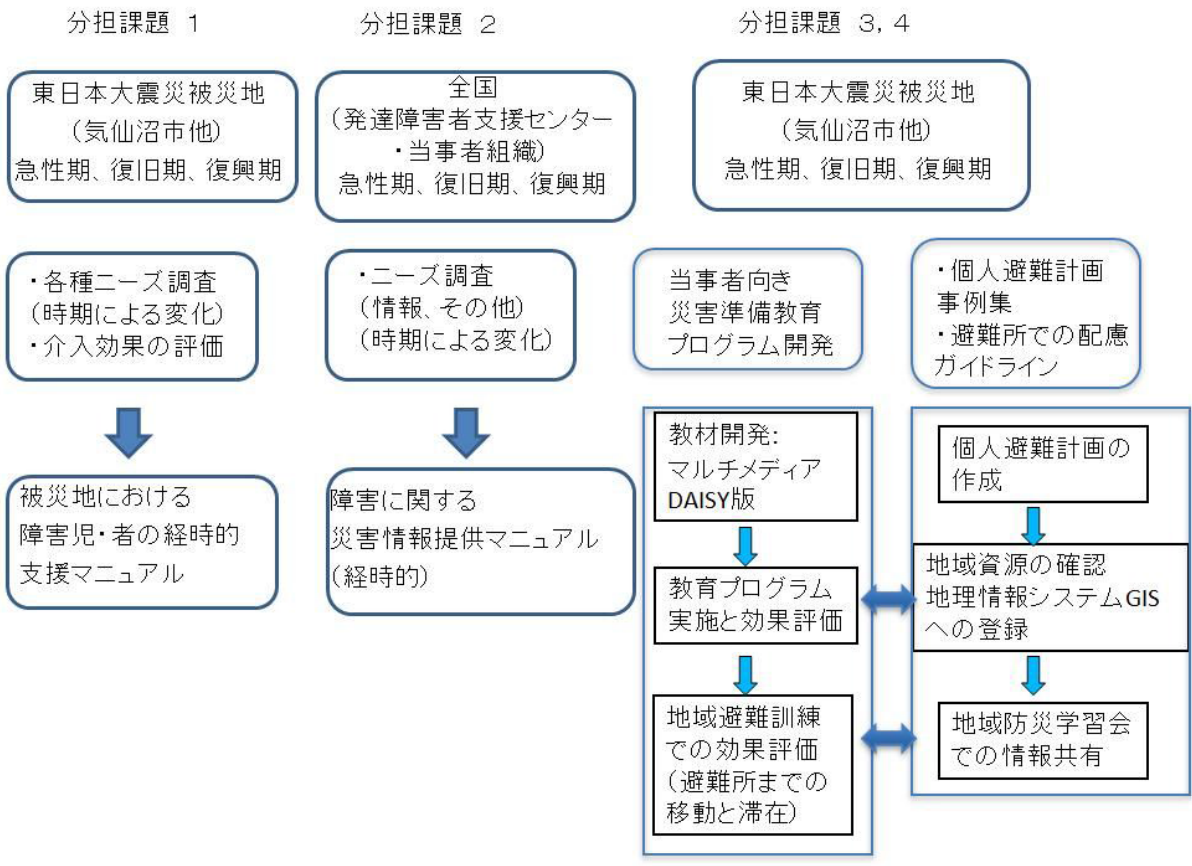 分担課題 1
東日本大震災被災地
(気仙沼市他)
急性期、復旧期、復興期
・各種ニーズ調査
(時期による変化)
・介入効果の評価
被災地における
障害児・者の経時的
支援マニュアル
分担課題 2
全国
(発達障害者支援センター
・当事者組織)
急性期、復旧期、復興期
・ニーズ調査
(情報、その他)
(時期による変化)
障害に関する
災害情報提供マニュアル
(経時的)
分担課題 3,4
東日本大震災被災地
(気仙沼市他)
急性期、復旧期、復興期
当事者向き
災害準備教育
プログラム開発
教材開発:
マルチメディア
DAISY版
教育プログラム
実施と効果評価
地域避難訓練
での効果評価
(避難所までの
移動と滞在)
・個人避難計画
事例集
・避難所での配慮
ガイドライン
個人避難計画の
作成
地域資源の確認
地理情報システムGIS
への登録
地域防災学習会
での情報共有